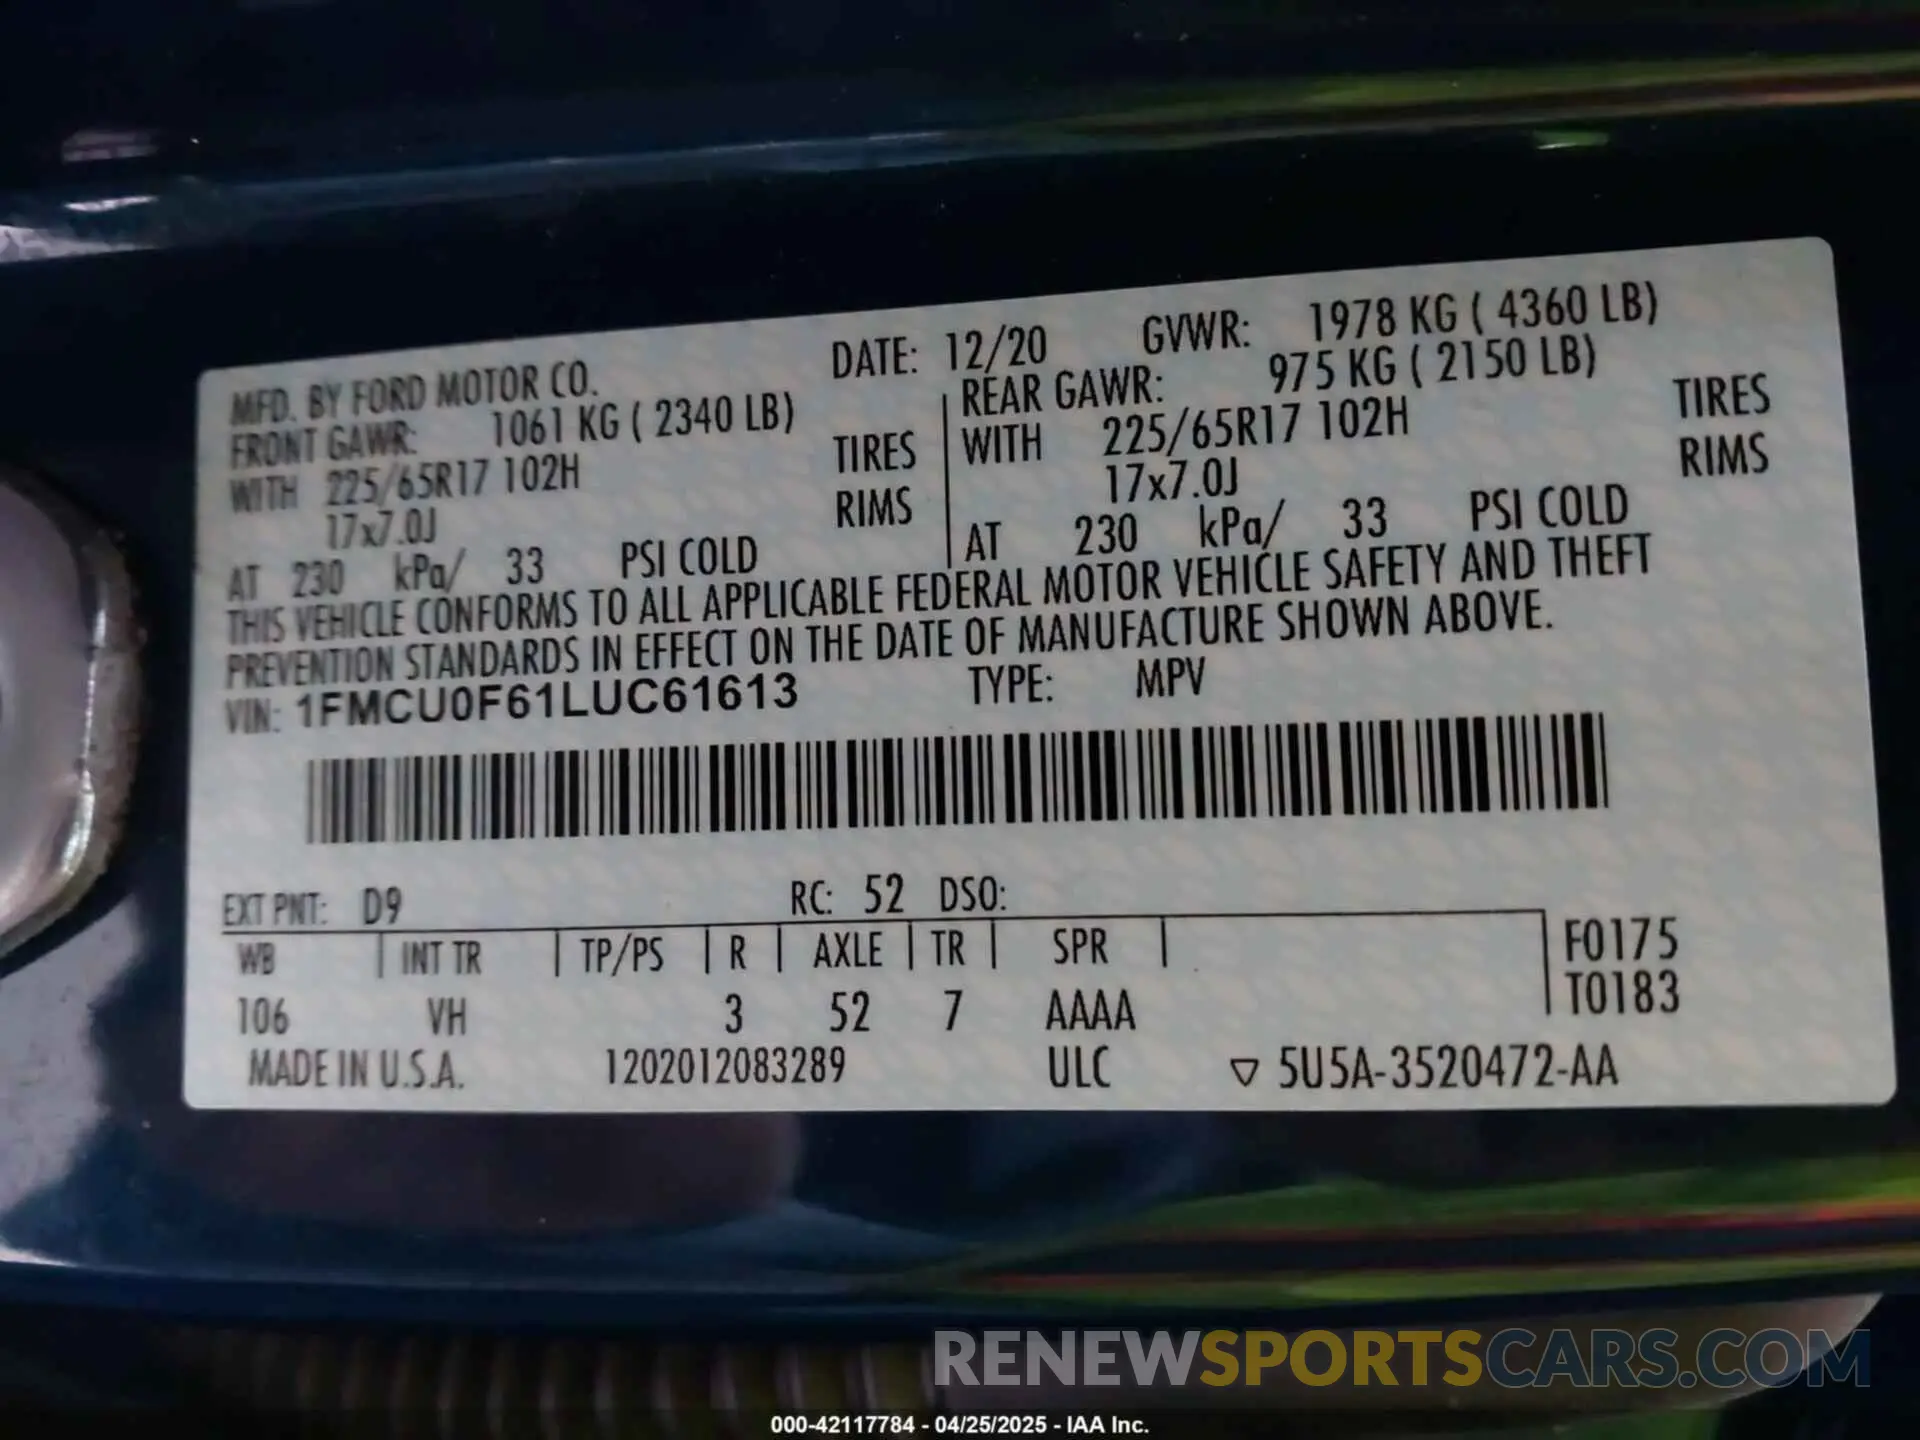 MFD. BY FORD MOTOR CO. DATE: 12/20 GVWR: 1978 KG ( 4360 LB)
FRONT GAWR: 1061 KG ( 2340 LB) REAR GAWR: 975 KG ( 2150 LB)
WITH 225/65R17 102H TIRES WITH 225/65R17 102H TIRES
17x7.0J RIMS 17x7.0J RIMS
AT 230 kPa/ 33 PSI COLD AT 230 kPa/ 33 PSI COLD
THIS VEHICLE CONFORMS TO ALL APPLICABLE FEDERAL MOTOR VEHICLE SAFETY AND THEFT
PREVENTION STANDARDS IN EFFECT ON THE DATE OF MANUFACTURE SHOWN ABOVE.
VIN: 1FMCU0F61LUC61613 TYPE: MPV
EXT PNT: D9 RC: 52 DSO:
WB INT TR TP/PS R AXLE TR SPR F0175
106 VH 3 52 7 AAAA T0183
MADE IN U.S.A. 1202012083289 ULC ▽ 5U5A-3520472-AA
RENEWSPORTSCARS.COM
000-42117784 - 04/25/2025 - IAA Inc.